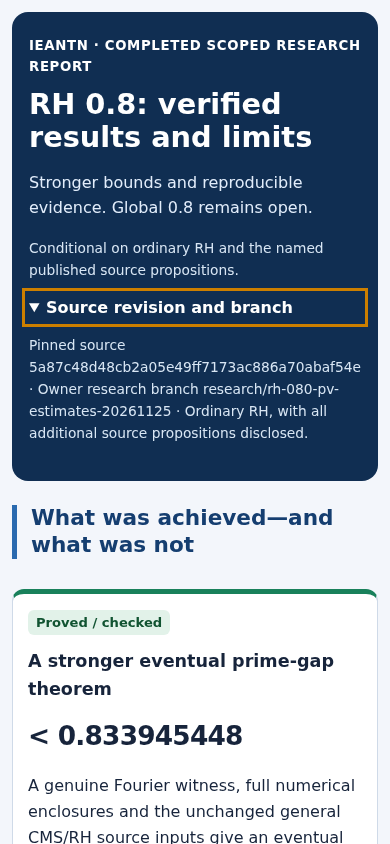 IEANTN · COMPLETED SCOPED RESEARCH
REPORT
RH 0.8: verified
results and limits
Stronger bounds and reproducible
evidence. Global 0.8 remains open.
Conditional on ordinary RH and the named
published source propositions.
▼ Source revision and branch
Pinned source
5a87c48d48cb2a05e49ff7173ac886a70abaf54e
· Owner research branch research/rh-080-pv-
estimates-20261125 · Ordinary RH, with all
additional source propositions disclosed.
What was achieved—and
what was not
Proved / checked
A stronger eventual prime-gap
theorem
< 0.833945448
A genuine Fourier witness, full numerical
enclosures and the unchanged general
CMS/RH source inputs give an eventual